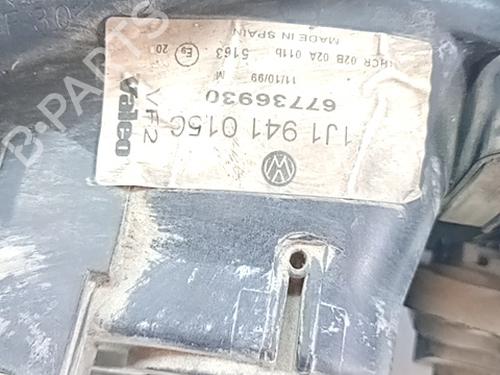 1J1 941 015C
67736930
Valeo VF2
11/10/99 M
HCR 02B 02A 011b 5163 E9 20
MADE IN SPAIN